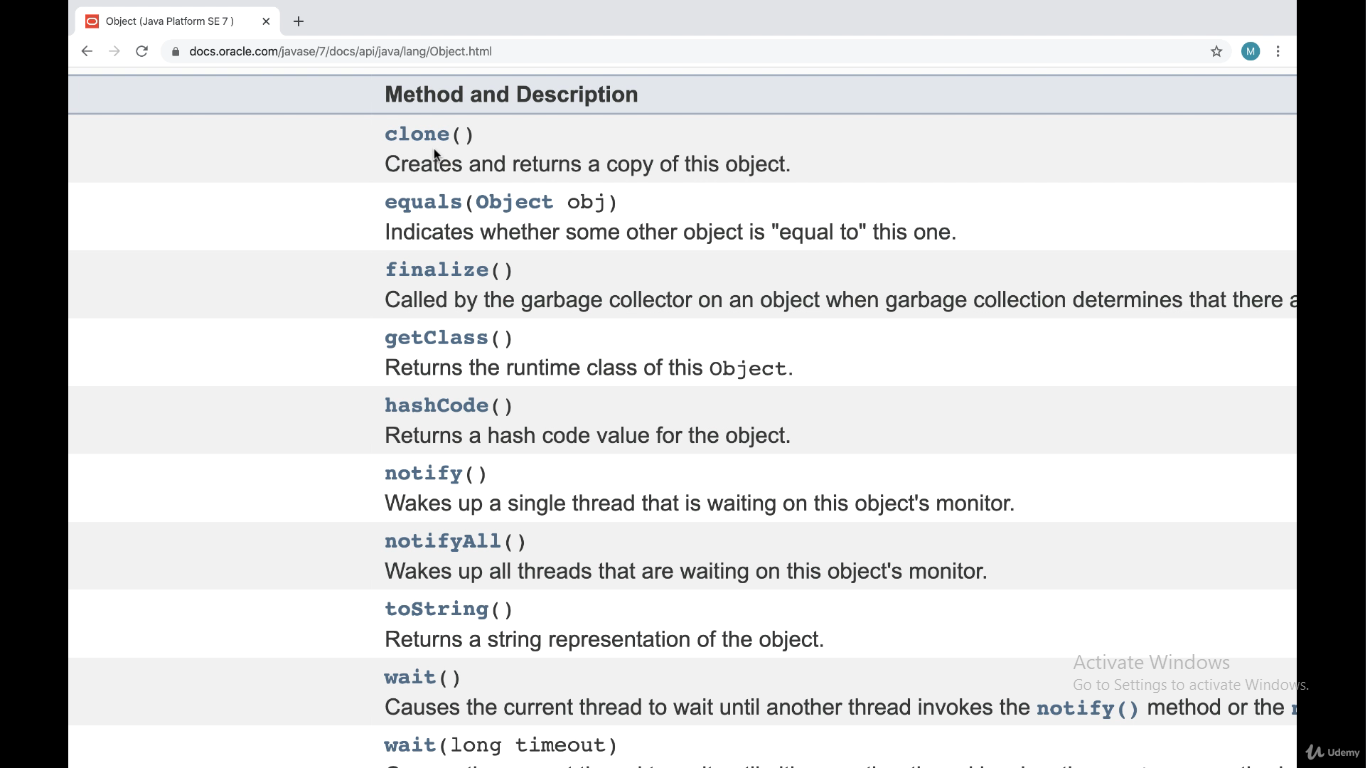 Object (Java Platform SE 7 )
docs.oracle.com/javase/7/docs/api/java/lang/Object.html
M
Method and Description
clone()
Creates and returns a copy of this object.
equals(Object obj)
Indicates whether some other object is "equal to" this one.
finalize()
Called by the garbage collector on an object when garbage collection determines that there
getClass()
Returns the runtime class of this Object.
hashCode()
Returns a hash code value for the object.
notify()
Wakes up a single thread that is waiting on this object's monitor.
notifyAll()
Wakes up all threads that are waiting on this object's monitor.
toString()
Returns a string representation of the object.
Activate Windows
Go to Settings to activate Windows.
wait()
Causes the current thread to wait until another thread invokes the notify() method or the
wait(long timeout)
Udemy